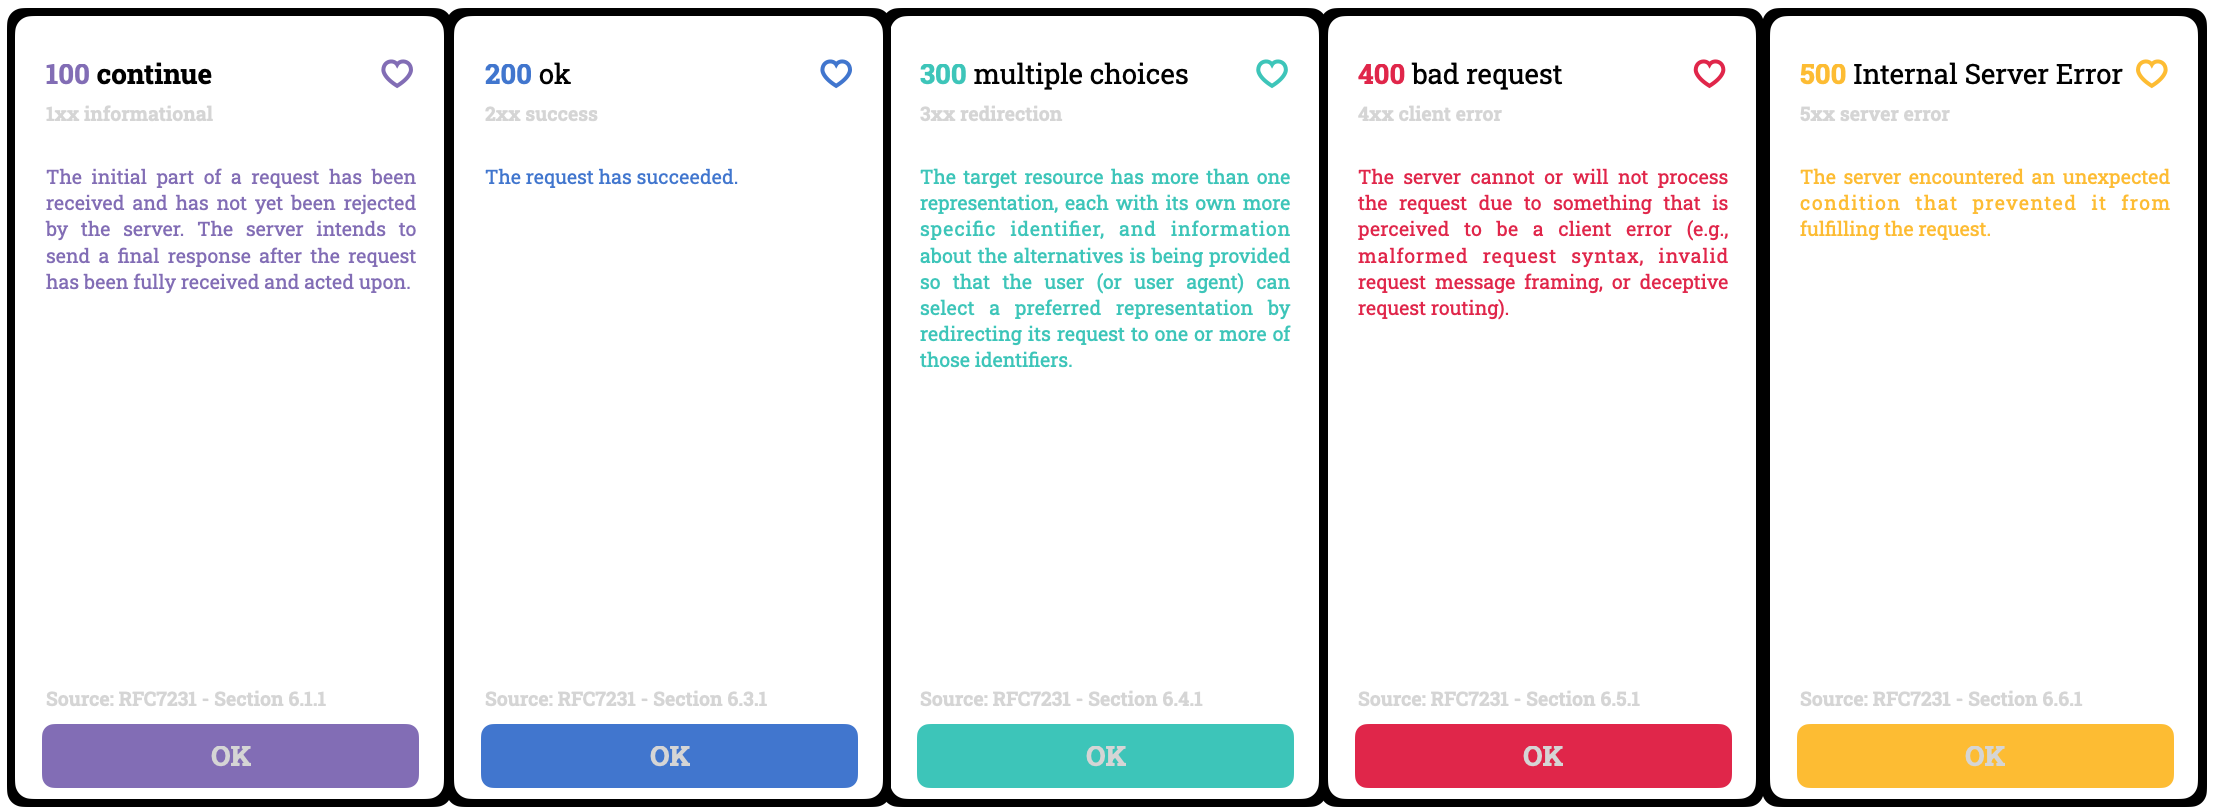 100 continue
1xx informational
The initial part of a request has been
received and has not yet been rejected
by the server. The server intends to
send a final response after the request
has been fully received and acted upon.
Source: RFC7231 - Section 6.1.1
OK
200 ok
2xx success
The request has succeeded.
Source: RFC7231 - Section 6.3.1
OK
300 multiple choices
3xx redirection
The target resource has more than one
representation, each with its own more
specific identifier, and information
about the alternatives is being provided
so that the user (or user agent) can
select a preferred representation by
redirecting its request to one or more of
those identifiers.
Source: RFC7231 - Section 6.4.1
OK
400 bad request
4xx client error
The server cannot or will not process
the request due to something that is
perceived to be a client error (e.g.,
malformed request syntax, invalid
request message framing, or deceptive
request routing).
Source: RFC7231 - Section 6.5.1
OK
500 Internal Server Error
5xx server error
The server encountered an unexpected
condition that prevented it from
fulfilling the request.
Source: RFC7231 - Section 6.6.1
OK